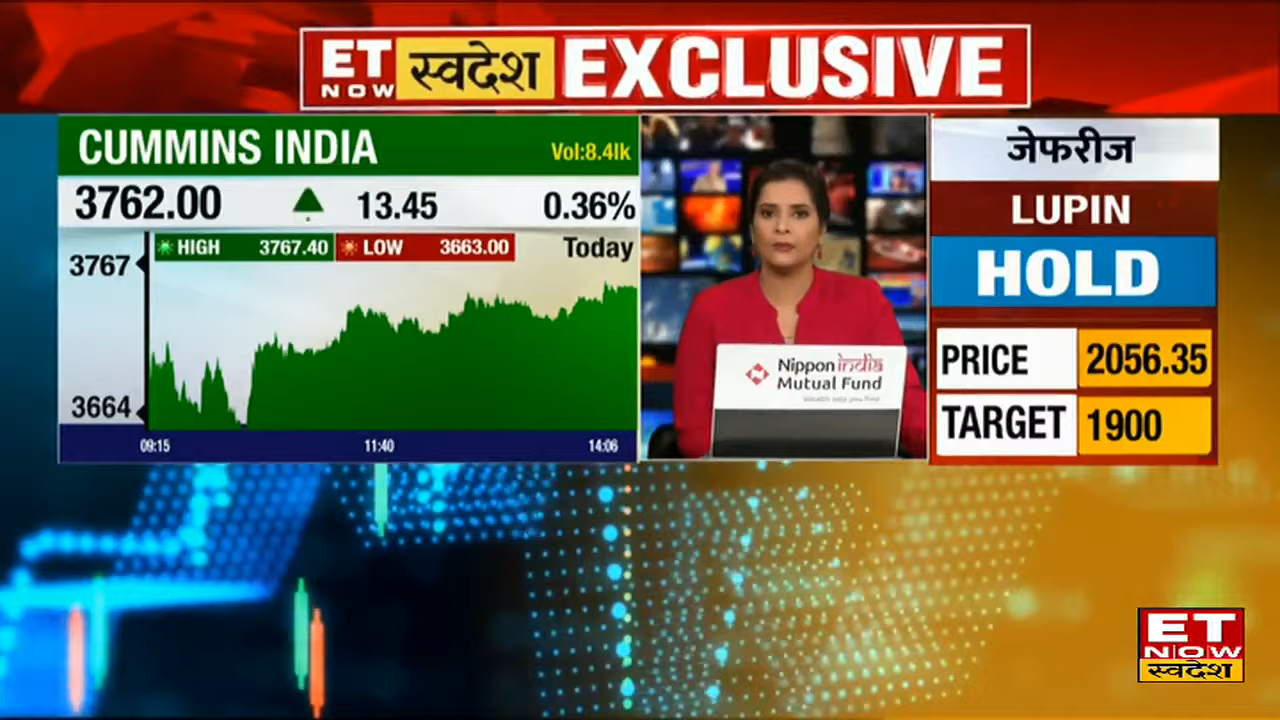 ET NOW स्वदेश EXCLUSIVE
CUMMINS INDIA Vol:8.4lk
3762.00 13.45 0.36%
HIGH 3767.40 LOW 3663.00 Today
3767
3664
09:15 11:40 14:06
Nippon india
Mutual Fund
जेफरीज
LUPIN
HOLD
PRICE 2056.35
TARGET 1900
ET
NOW
स्वदेश